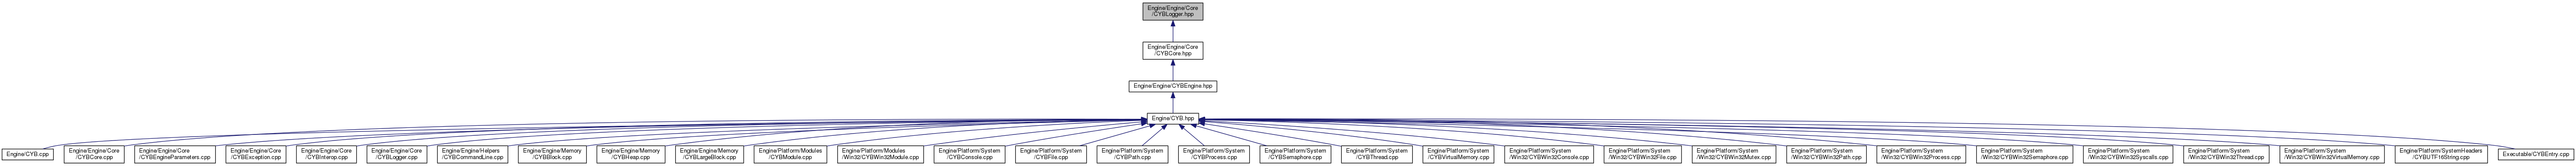 Engine/Engine/Core
/CYBLogger.hpp
Engine/Engine/Core
/CYBCore.hpp
Engine/Engine/CYBEngine.hpp
Engine/CYB.hpp
Engine/CYB.cpp
Engine/Engine/Core
/CYBCore.cpp
Engine/Engine/Core
/CYBEngineParameters.cpp
Engine/Engine/Core
/CYBException.cpp
Engine/Engine/Core
/CYBInterop.cpp
Engine/Engine/Core
/CYBLogger.cpp
Engine/Engine/Helpers
/CYBCommandLine.cpp
Engine/Engine/Memory
/CYBBlock.cpp
Engine/Engine/Memory
/CYBHeap.cpp
Engine/Engine/Memory
/CYBLargeBlock.cpp
Engine/Platform/Modules
/CYBModule.cpp
Engine/Platform/Modules
/Win32/CYBWin32Module.cpp
Engine/Platform/System
/CYBConsole.cpp
Engine/Platform/System
/CYBFile.cpp
Engine/Platform/System
/CYBPath.cpp
Engine/Platform/System
/CYBProcess.cpp
Engine/Platform/System
/CYBSemaphore.cpp
Engine/Platform/System
/CYBThread.cpp
Engine/Platform/System
/CYBVirtualMemory.cpp
Engine/Platform/System
/Win32/CYBWin32Console.cpp
Engine/Platform/System
/Win32/CYBWin32File.cpp
Engine/Platform/System
/Win32/CYBWin32Mutex.cpp
Engine/Platform/System
/Win32/CYBWin32Path.cpp
Engine/Platform/System
/Win32/CYBWin32Process.cpp
Engine/Platform/System
/Win32/CYBWin32Semaphore.cpp
Engine/Platform/System
/Win32/CYBWin32Syscalls.cpp
Engine/Platform/System
/Win32/CYBWin32Thread.cpp
Engine/Platform/System
/Win32/CYBWin32VirtualMemory.cpp
Engine/Platform/SystemHeaders
/CYBUTF16String.cpp
Executable/CYBEntry.cpp